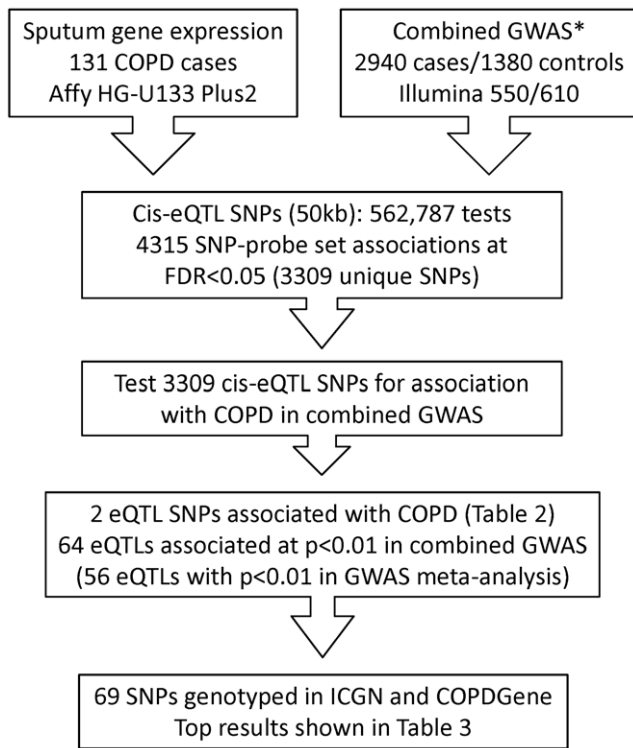 Sputum gene expression
131 COPD cases
Affy HG-U133 Plus2
Combined GWAS*
2940 cases/1380 controls
Illumina 550/610
Cis-eQTL SNPs (50kb): 562,787 tests
4315 SNP-probe set associations at
FDR<0.05 (3309 unique SNPs)
Test 3309 cis-eQTL SNPs for association
with COPD in combined GWAS
2 eQTL SNPs associated with COPD (Table 2)
64 eQTLs associated at p<0.01 in combined GWAS
(56 eQTLs with p<0.01 in GWAS meta-analysis)
69 SNPs genotyped in ICGN and COPDGene
Top results shown in Table 3